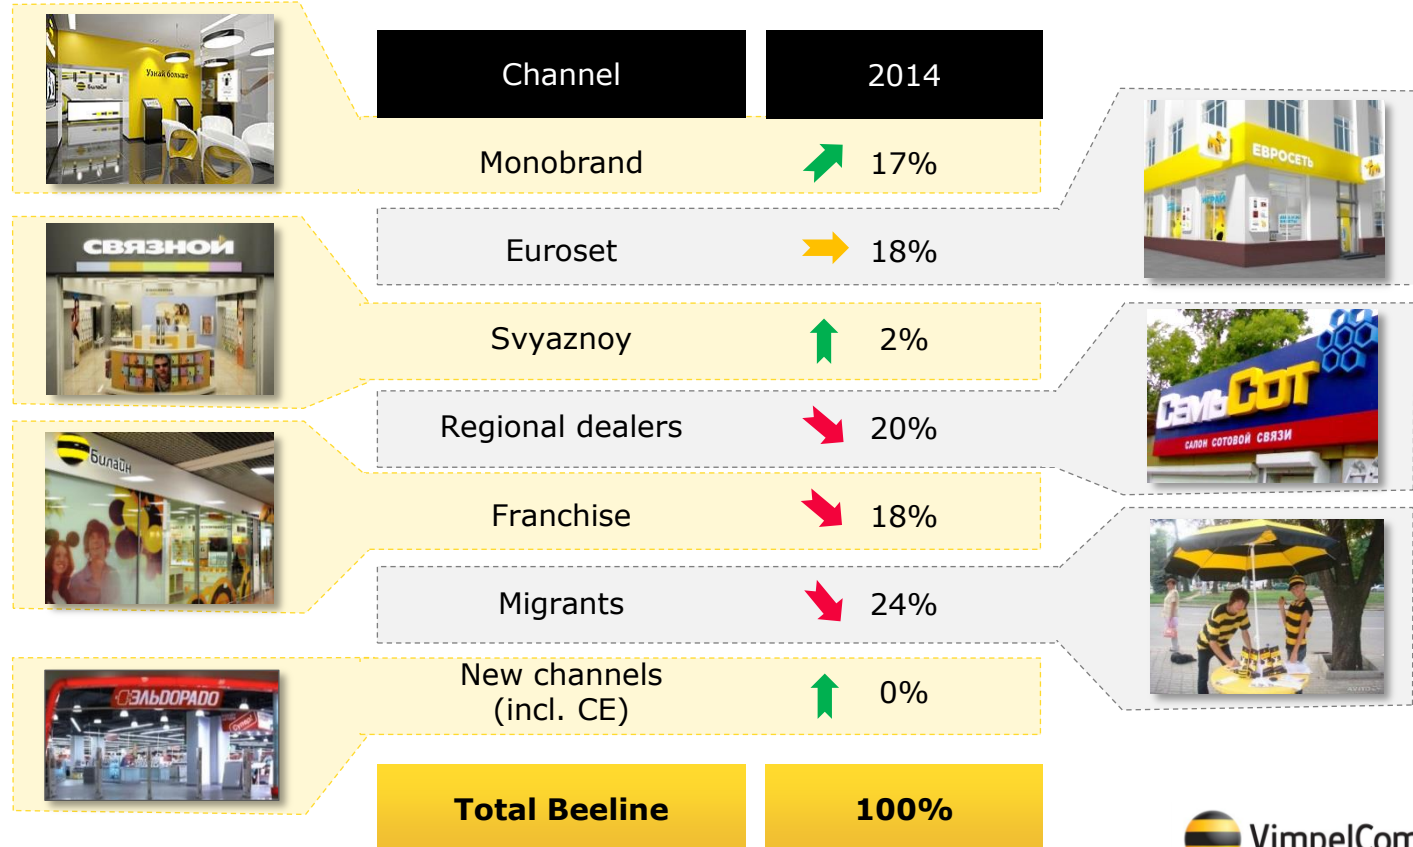 Узнай больше
Билайн
Channel
2014
Monobrand
17%
ЕВРОСЕТЬ
Euroset
18%
СВЯЗНОЙ
Svyaznoy
2%
СемьСот
САЛОН СОТОВОЙ СВЯЗИ
Regional dealers
20%
Билайн
Franchise
18%
Migrants
24%
ЭЛЬДОРАДО
New channels
(incl. CE)
0%
Total Beeline
100%
VimpelCom